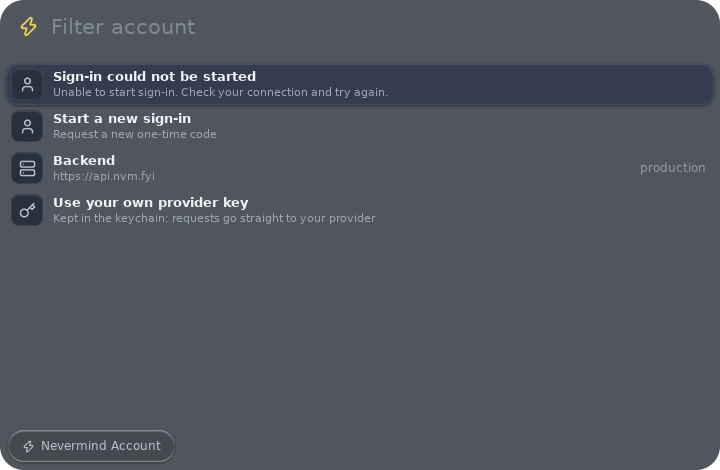 Filter account
Sign-in could not be started
Unable to start sign-in. Check your connection and try again.
Start a new sign-in
Request a new one-time code
Backend
https://api.nvm.fyi
production
Use your own provider key
Kept in the keychain; requests go straight to your provider
Nevermind Account